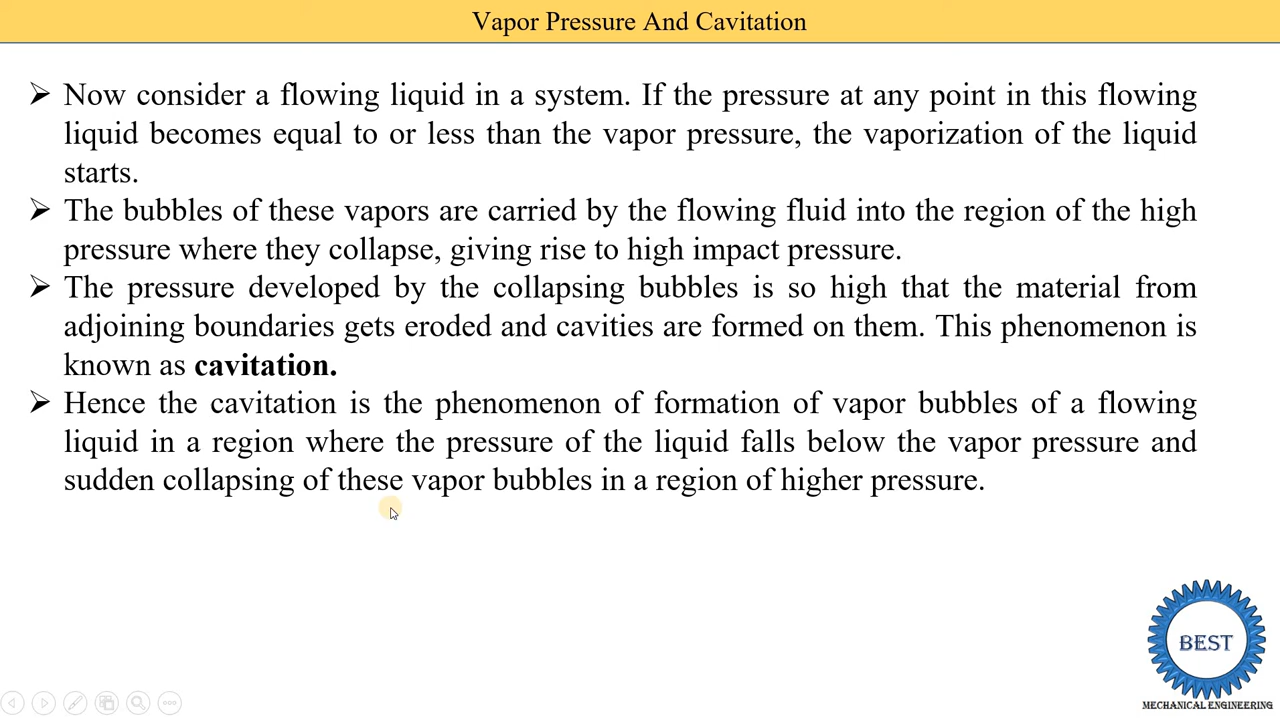 Vapor Pressure And Cavitation
➢ Now consider a flowing liquid in a system. If the pressure at any point in this flowing
liquid becomes equal to or less than the vapor pressure, the vaporization of the liquid
starts.
➢ The bubbles of these vapors are carried by the flowing fluid into the region of the high
pressure where they collapse, giving rise to high impact pressure.
➢ The pressure developed by the collapsing bubbles is so high that the material from
adjoining boundaries gets eroded and cavities are formed on them. This phenomenon is
known as cavitation.
➢ Hence the cavitation is the phenomenon of formation of vapor bubbles of a flowing
liquid in a region where the pressure of the liquid falls below the vapor pressure and
sudden collapsing of these vapor bubbles in a region of higher pressure.
BEST
MECHANICAL ENGINEERING